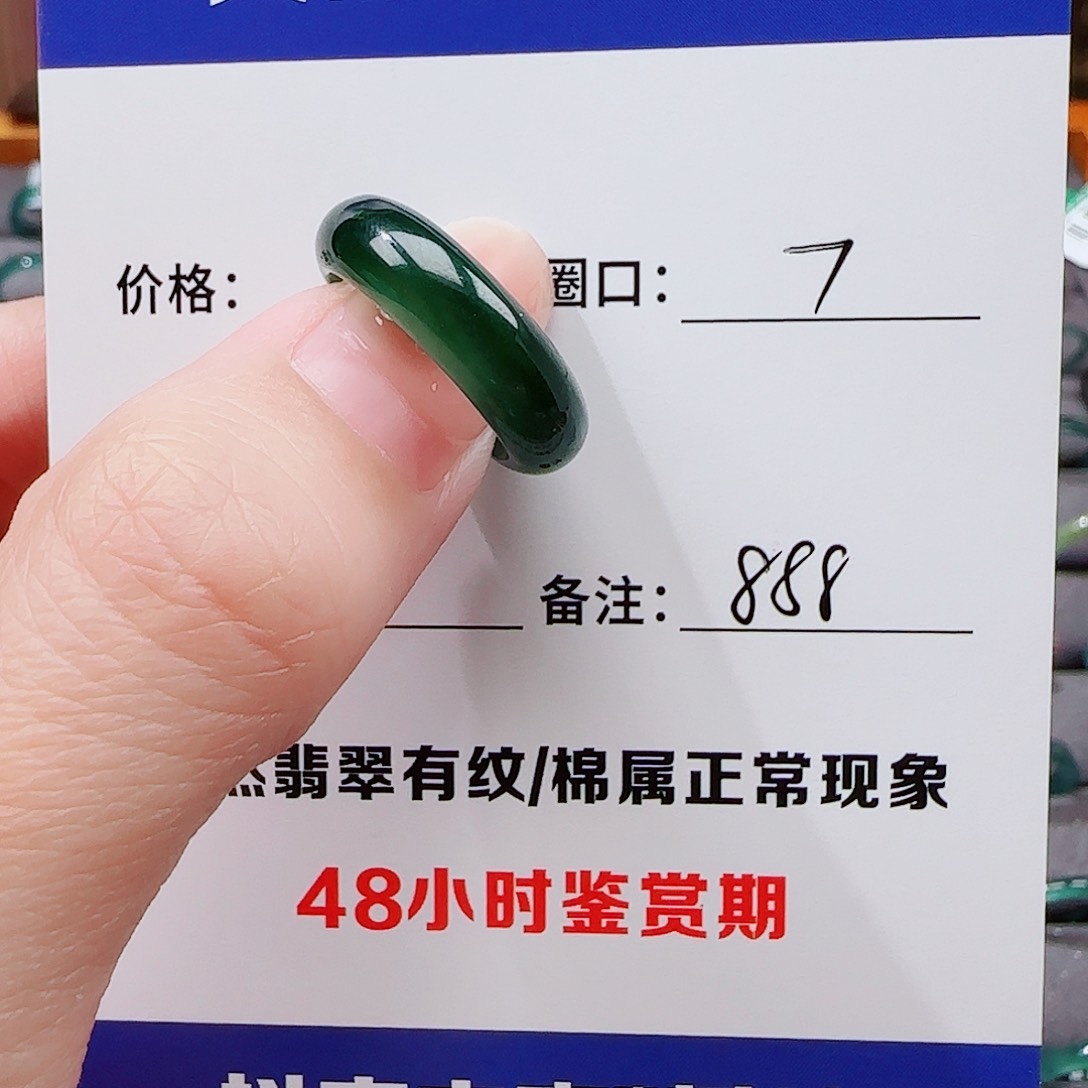 价格： 圈口： 7
备注： 888
翡翠有纹/棉属正常现象
48小时鉴赏期